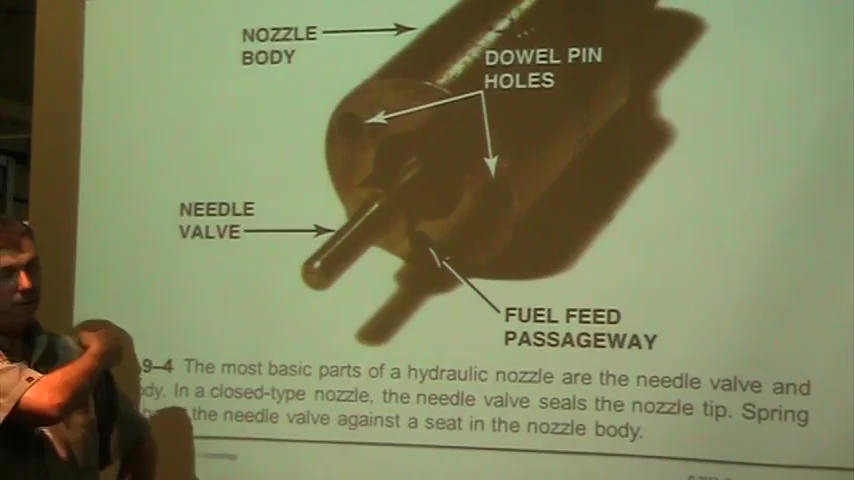 NOZZLE
BODY
DOWEL PIN
HOLES
NEEDLE
VALVE
FUEL FEED
PASSAGEWAY
9–4 The most basic parts of a hydraulic nozzle are the needle valve and
In a closed-type nozzle, the needle valve seals the nozzle tip. Spring
the needle valve against a seat in the nozzle body.